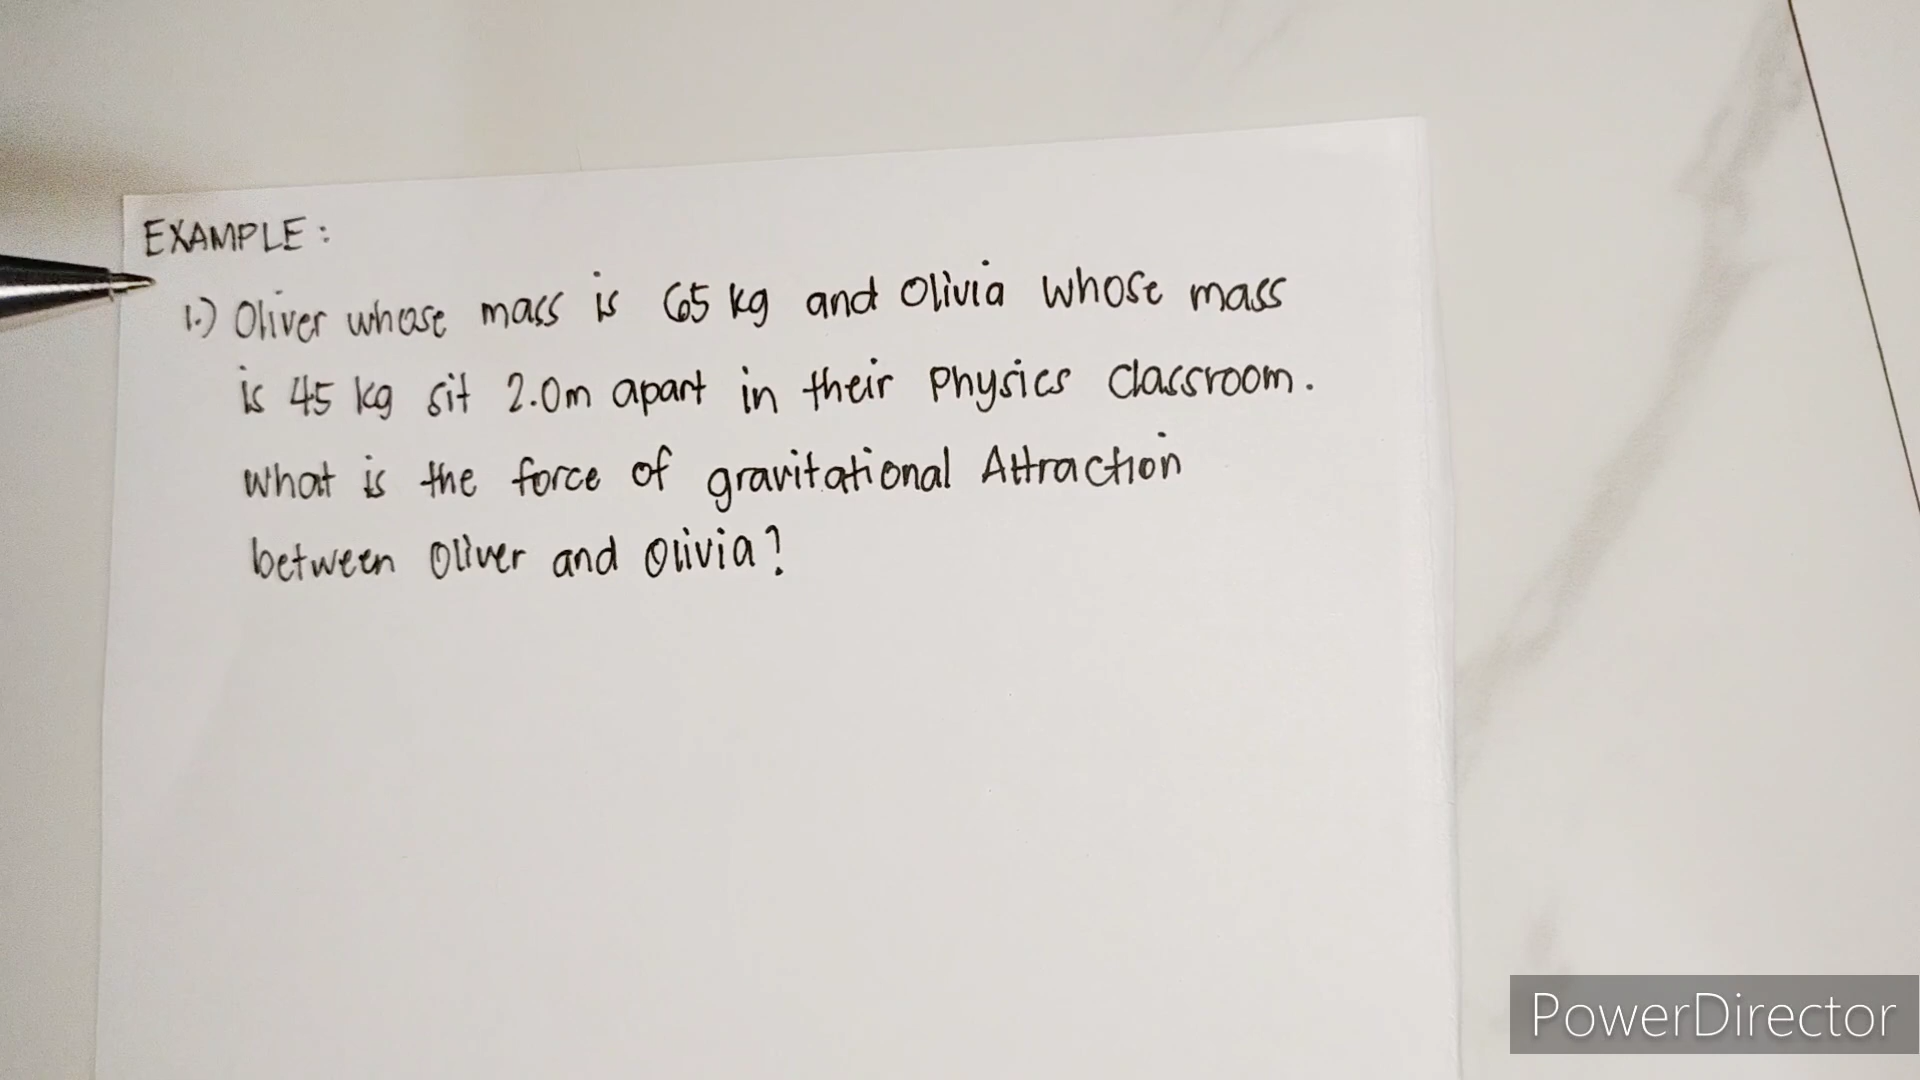 EXAMPLE:
1.) Oliver whose mass is 65 kg and Olivia whose mass
is 45 kg sit 2.0m apart in their Physics classroom.
what is the force of gravitational Attraction
between Oliver and Olivia?
PowerDirector